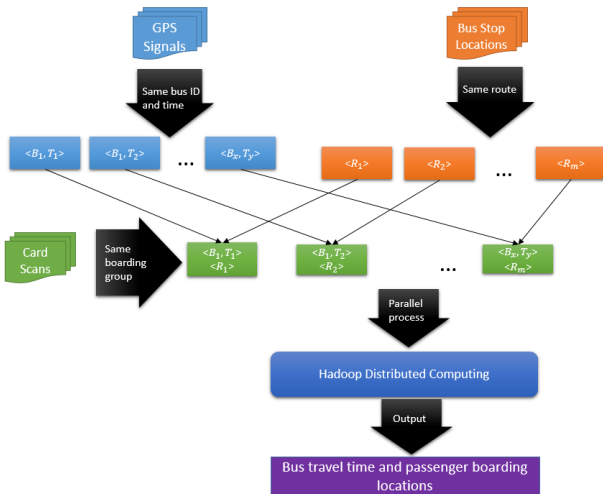 GPS
Signals
Bus Stop
Locations
Same bus ID
and time
Same route
<B₁, T₁>
<B₁, T₂>
...
<Bₓ, Tᵧ>
<R₁>
<R₂>
...
<Rₘ>
Card
Scans
Same
boarding
group
<B₁, T₁>
<R₁>
<B₁, T₂>
<R₂>
...
<Bₓ, Tᵧ>
<Rₘ>
Parallel
process
Hadoop Distributed Computing
Output
Bus travel time and passenger boarding
locations